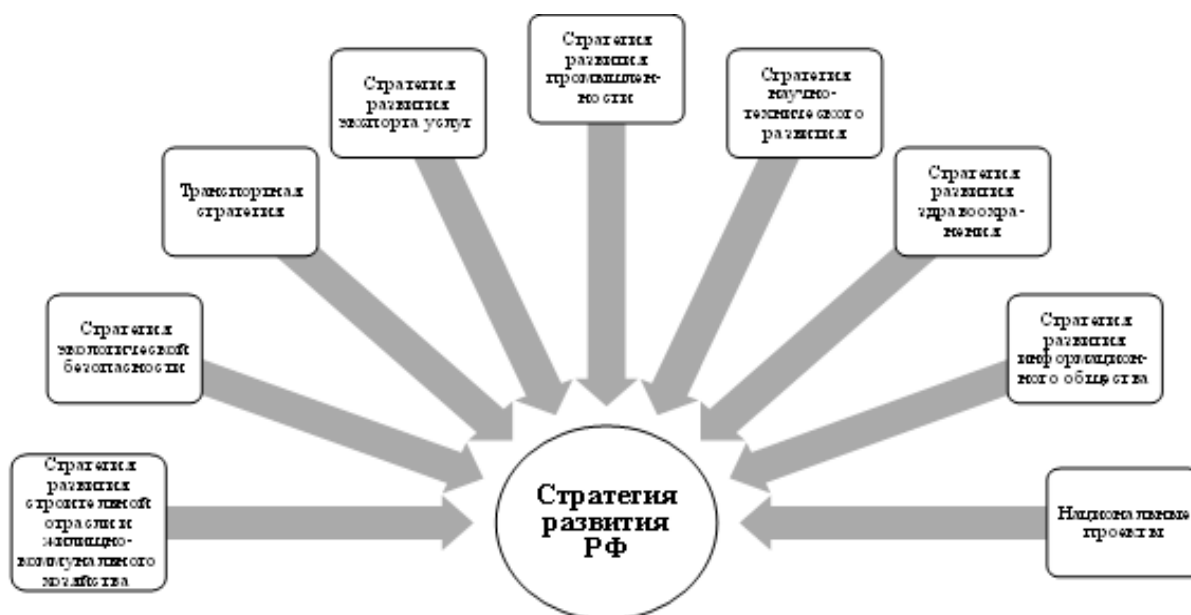 Стратегия
развития
промышлен-
ности
Стратегия
развития
экспорта услуг
Стратегия
научно-
технического
развития
Транспортная
стратегия
Стратегия
развития
здравоохра-
нения
Стратегия
экологической
безопасности
Стратегия
развития
информацион-
ного общества
Стратегия
развития
строительной
отрасли и
жилищно-
коммунального
хозяйства
Стратегия
развития
РФ
Национальные
проекты